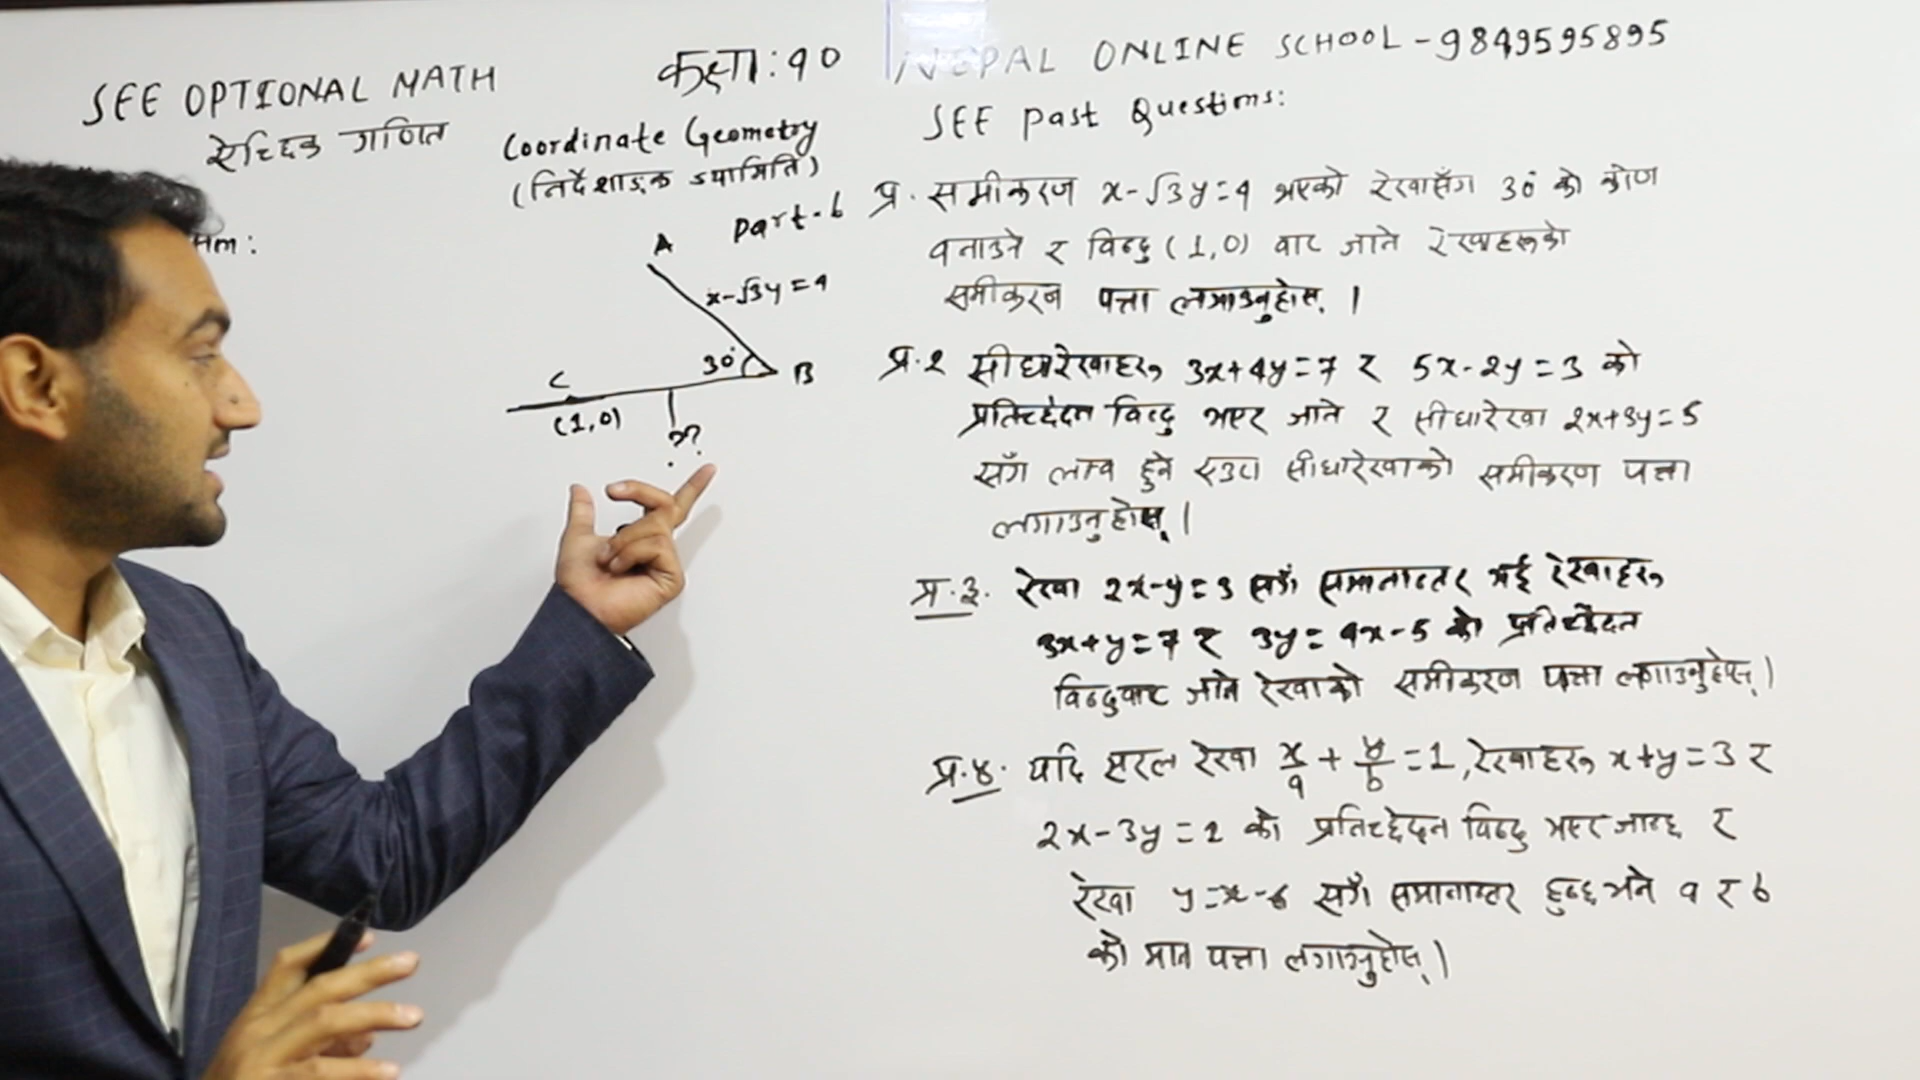 SEE OPTIONAL MATH
कक्षा: १०
ऐच्छिक गणित
Coordinate Geometry
(निर्देशाङ्क ज्यामिति)
Part-6
A
x-√3y=4
30°
B
C
(1,0)
??
NEPAL ONLINE SCHOOL - 9849595895
SEE Past Questions:
प्र. समीकरण x-√3y=4 भएको रेखासँग 30° को कोण
बनाउने र विन्दु (1,0) बाट जाने रेखाहरूको
समीकरण पत्ता लगाउनुहोस् ।
प्र.२ सीधारेखाहरू 3x+4y=7 र 5x-2y=3 को
प्रतिच्छेदन विन्दु भएर जाने र सीधारेखा 2x+3y=5
सँग लम्ब हुने एउटा सीधारेखाको समीकरण पत्ता
लगाउनुहोस् ।
प्र.३. रेखा 2x-y=3 सँग समानान्तर भई रेखाहरू
3x+y=7 र 3y=4x-5 को प्रतिच्छेदन
विन्दुबाट जाने रेखाको समीकरण पत्ता लगाउनुहोस् ।
प्र.४. यदि सरल रेखा x/a + y/b = 1, रेखाहरू x+y=3 र
2x-3y=2 को प्रतिच्छेदन विन्दु भएर जान्छ र
रेखा y=x-6 सँग समानान्तर हुन्छ भने a र b
को मान पत्ता लगाउनुहोस् ।